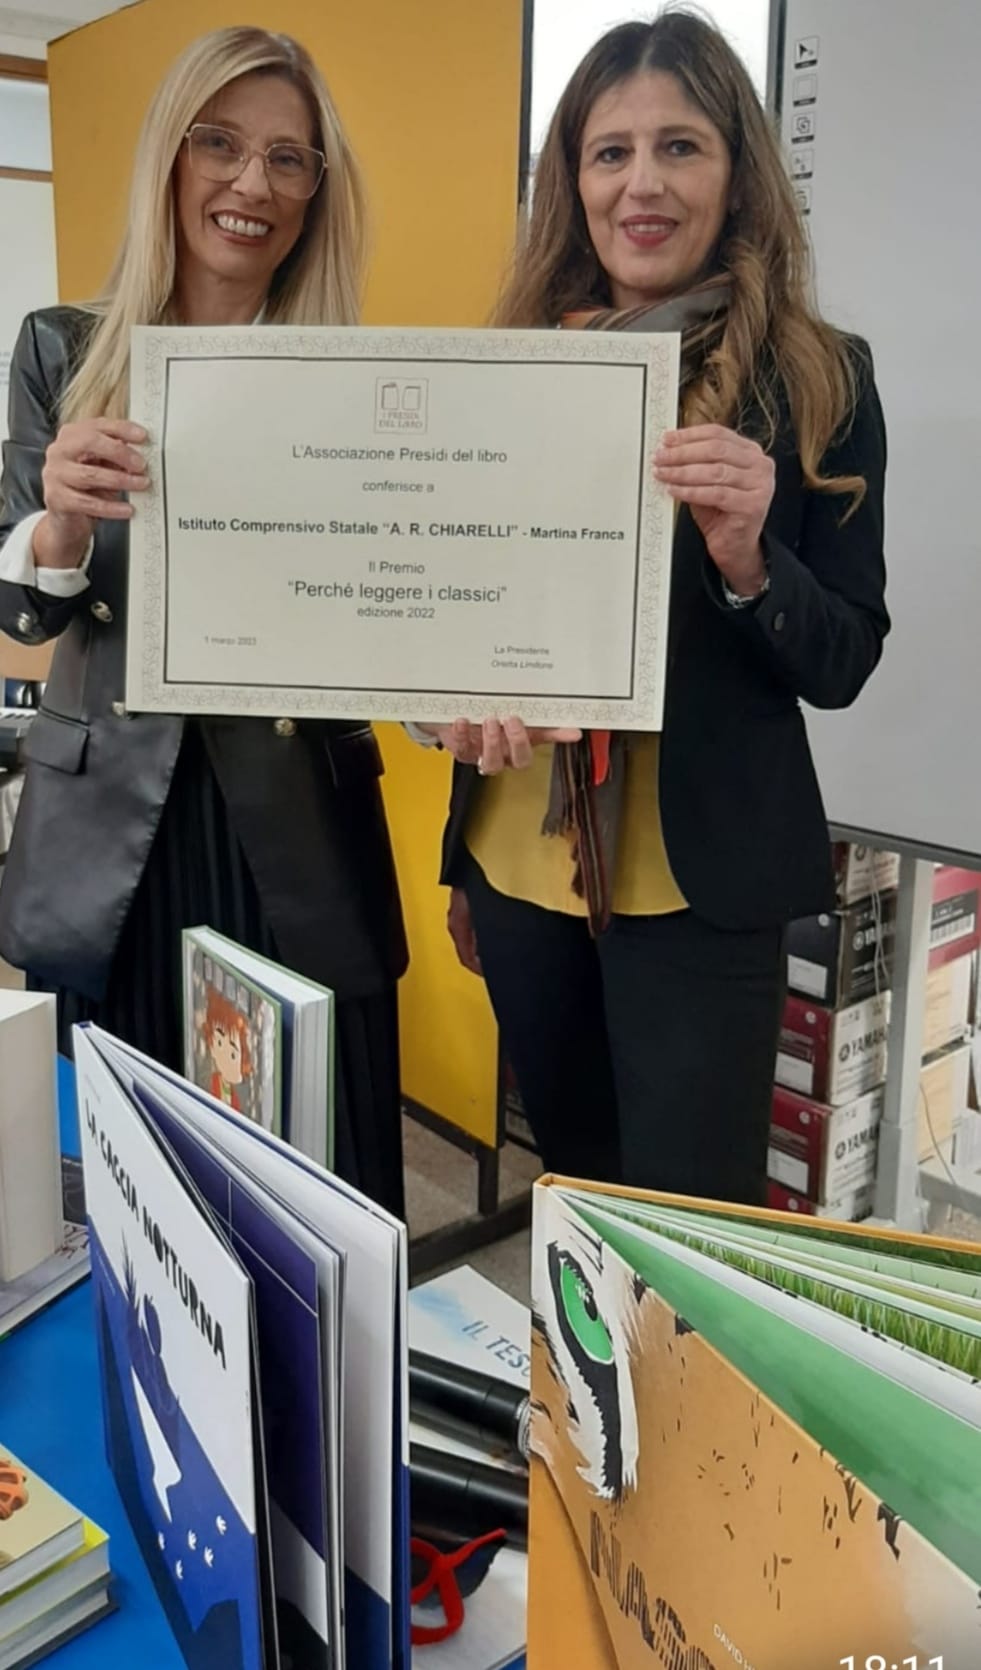 I PRESIDI
DEL LIBRO
L'Associazione Presidi del libro
conferisce a
Istituto Comprensivo Statale "A. R. CHIARELLI" - Martina Franca
Il Premio
"Perché leggere i classici"
edizione 2022
1 marzo 2023
La Presidente
Orietta Limitone
YAMAHA
YAMAHA
YAMAHA
LA CACCIA NOTTURNA
IL TES
DAVID
18:11